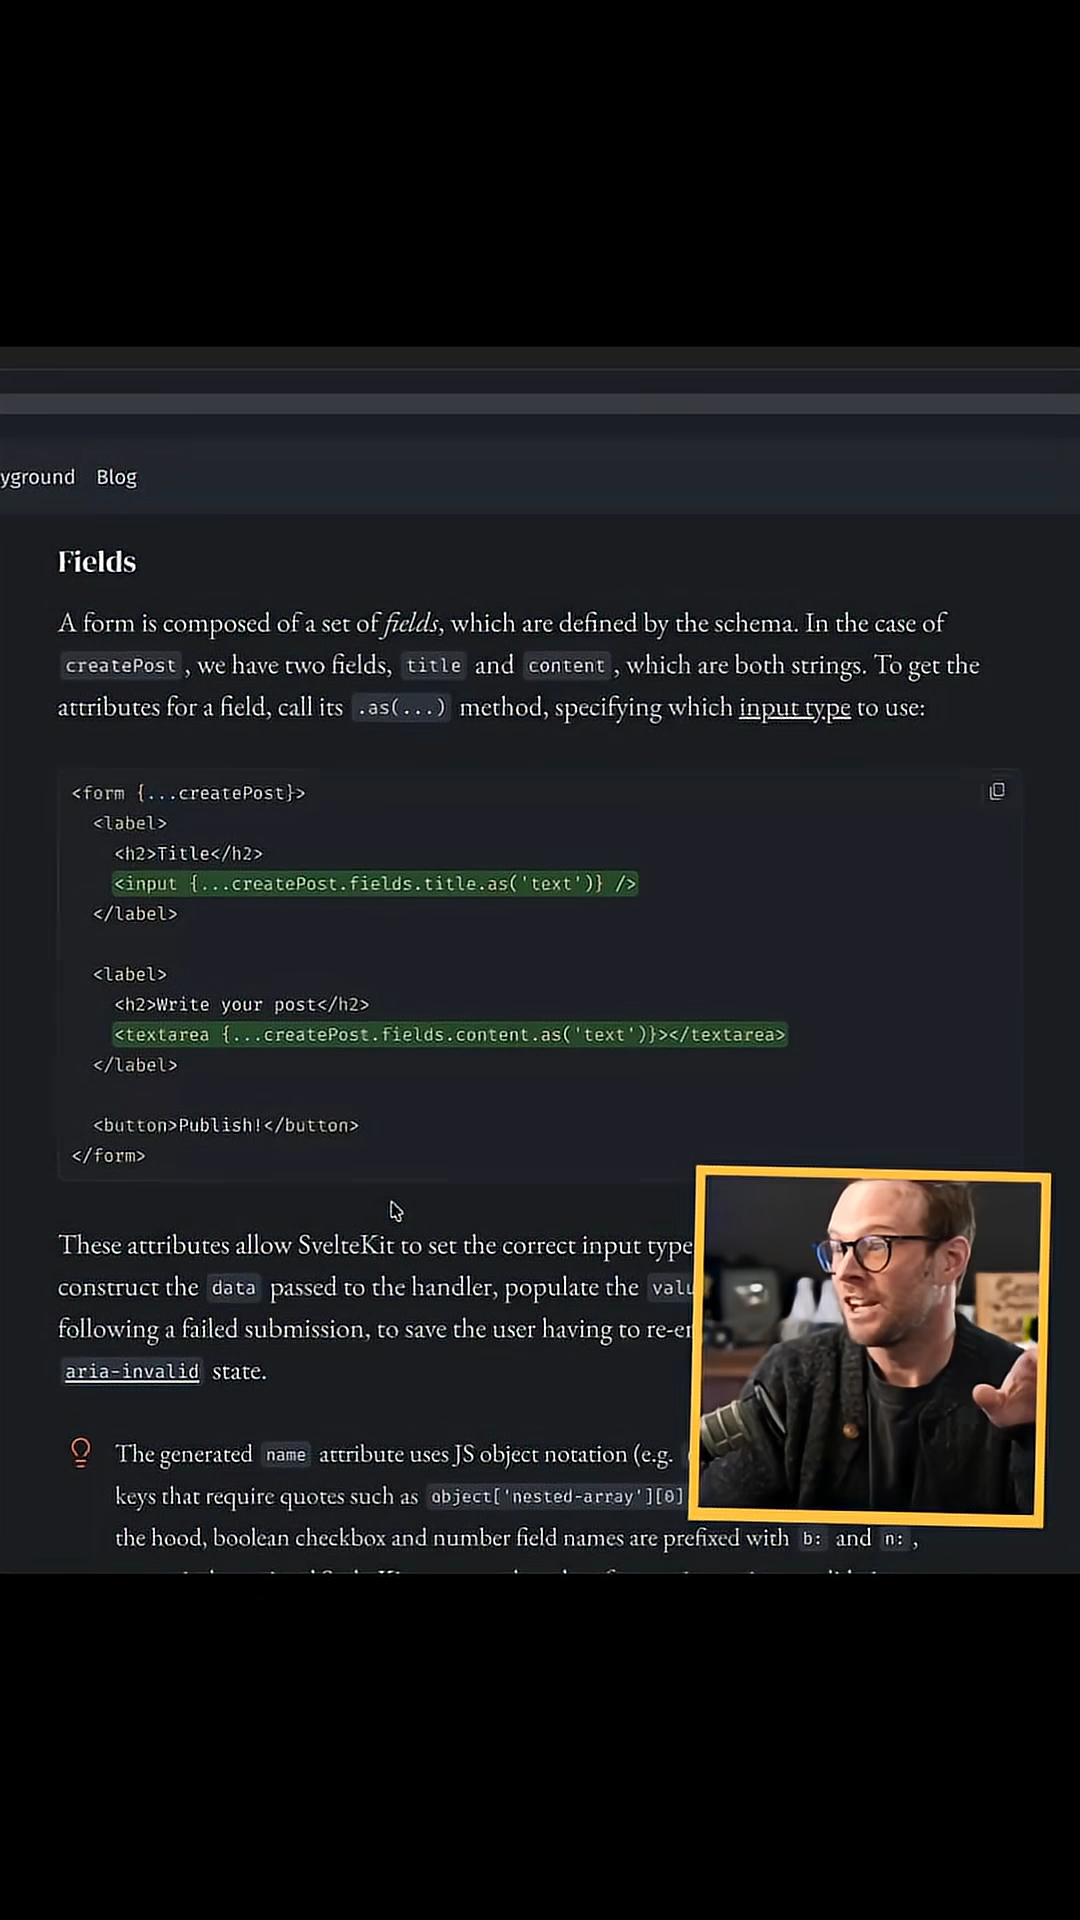 yground Blog
Fields
A form is composed of a set of fields, which are defined by the schema. In the case of
createPost, we have two fields, title and content, which are both strings. To get the
attributes for a field, call its .as(...) method, specifying which input type to use:
<form {...createPost}>
<label>
<h2>Title</h2>
<input {...createPost.fields.title.as('text')} />
</label>
<label>
<h2>Write your post</h2>
<textarea {...createPost.fields.content.as('text')}></textarea>
</label>
<button>Publish!</button>
</form>
These attributes allow SvelteKit to set the correct input type
construct the data passed to the handler, populate the valu
following a failed submission, to save the user having to re-e
aria-invalid state.
The generated name attribute uses JS object notation (e.g.
keys that require quotes such as object['nested-array'][0]
the hood, boolean checkbox and number field names are prefixed with b: and n:,